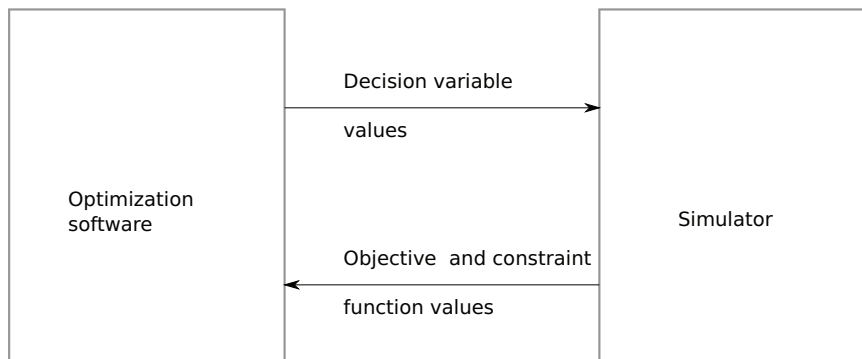 Decision variable
values
Optimization
software
Simulator
Objective  and constraint
function values